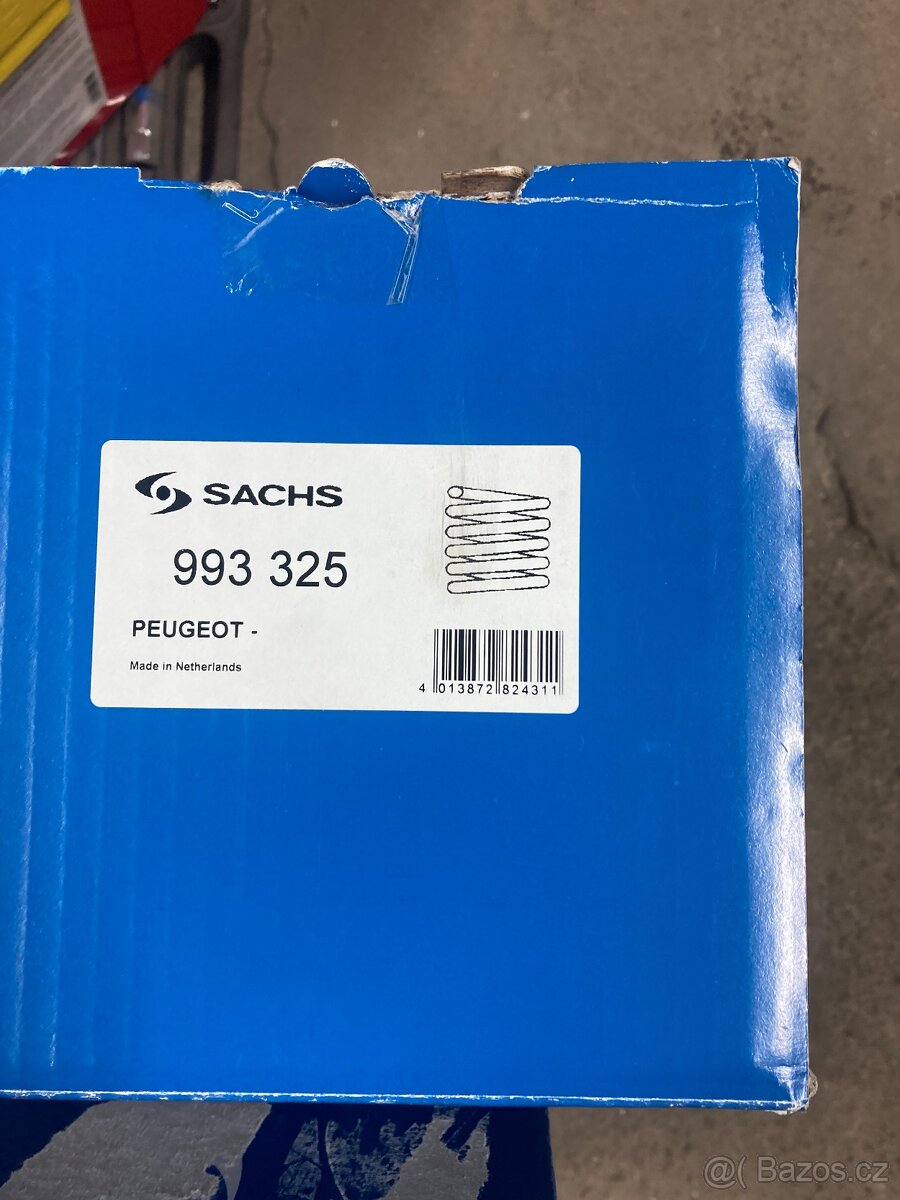 SACHS
993 325
PEUGEOT -
Made in Netherlands
4 013872 824311
@( Bazos.cz